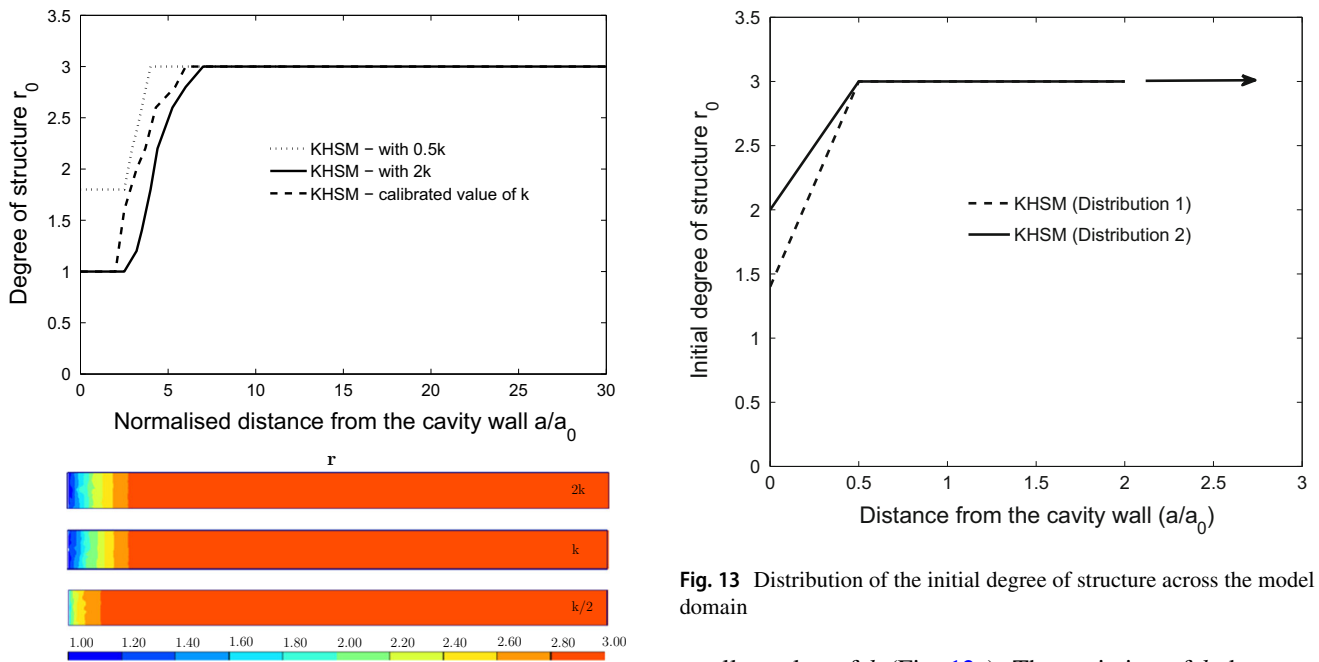 3.5
3
2.5
2
1.5
1
0.5
0
Degree of structure r0
KHSM − with 0.5k
KHSM − with 2k
KHSM − calibrated value of k
0 5 10 15 20 25 30
Normalised distance from the cavity wall a/a0
r
2k
k
k/2
1.00 1.20 1.40 1.60 1.80 2.00 2.20 2.40 2.60 2.80 3.00
3.5
3
2.5
2
1.5
1
0.5
0
Initial degree of structure r0
KHSM (Distribution 1)
KHSM (Distribution 2)
0 0.5 1 1.5 2 2.5 3
Distance from the cavity wall (a/a0)
Fig. 13 Distribution of the initial degree of structure across the model
domain